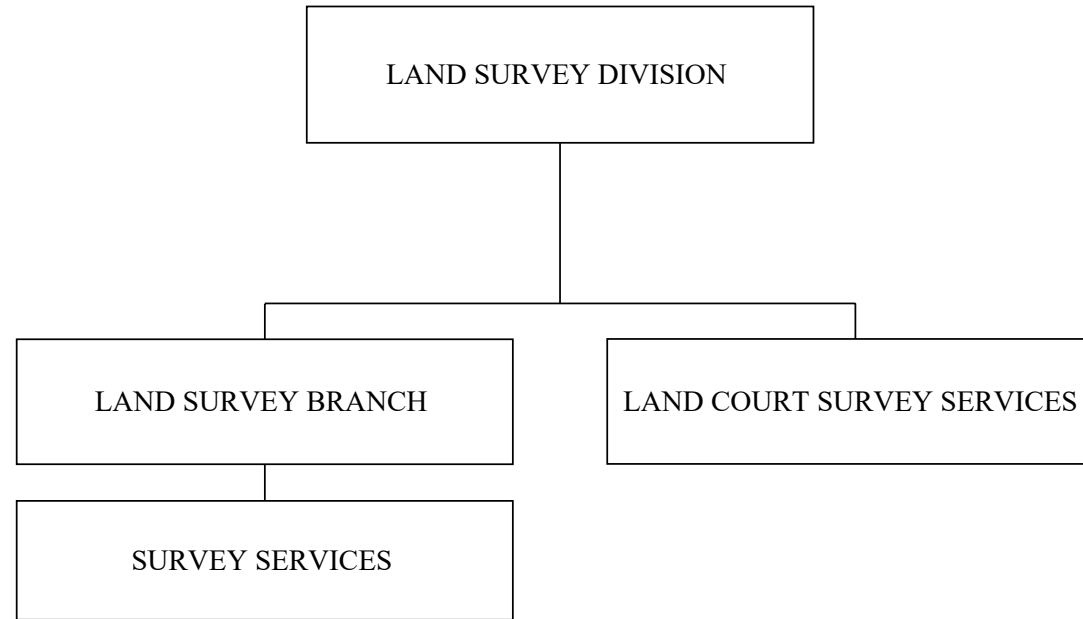 LAND SURVEY DIVISION
LAND SURVEY BRANCH
LAND COURT SURVEY SERVICES
SURVEY SERVICES